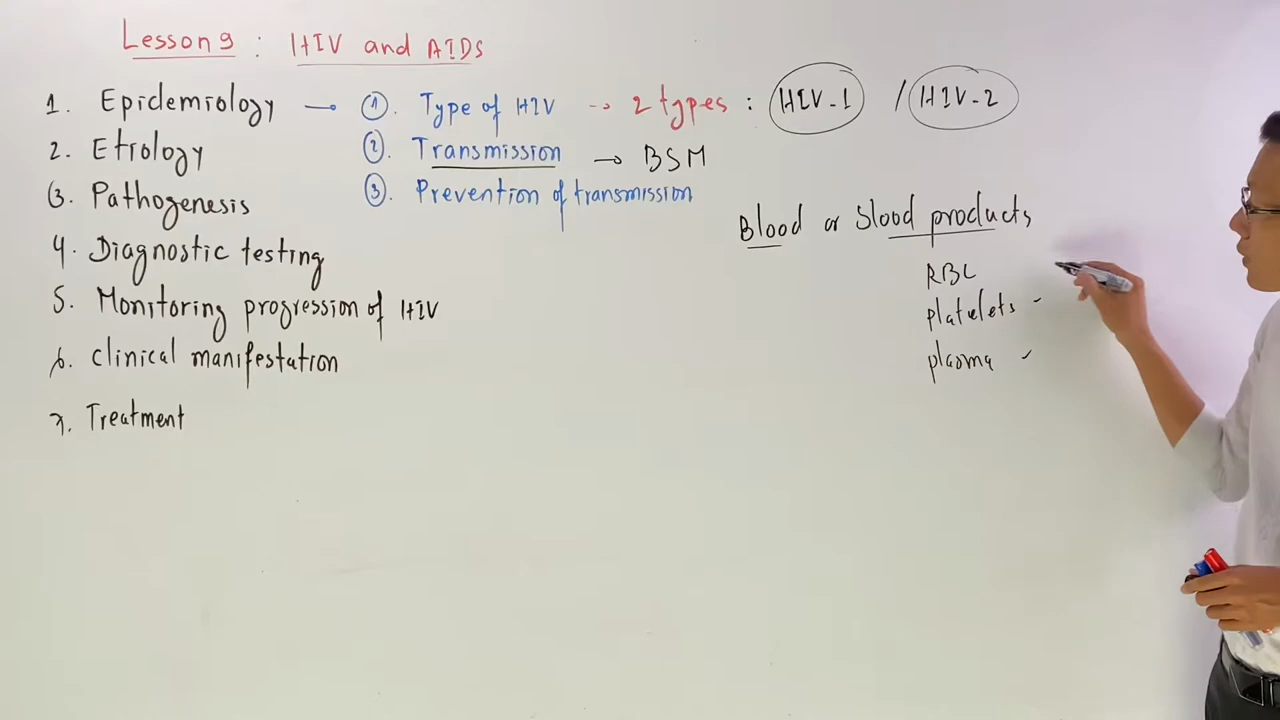 Lesson 9 : HIV and AIDS
1. Epidemiology → ①. Type of HIV → 2 types : HIV-1 / HIV-2
2. Etiology ②. Transmission → BSM
3. Pathogenesis ③. Prevention of transmission
Blood or Blood products
4. Diagnostic testing
RBC
5. Monitoring progression of HIV
platelets
6. Clinical manifestation
plasma
7. Treatment